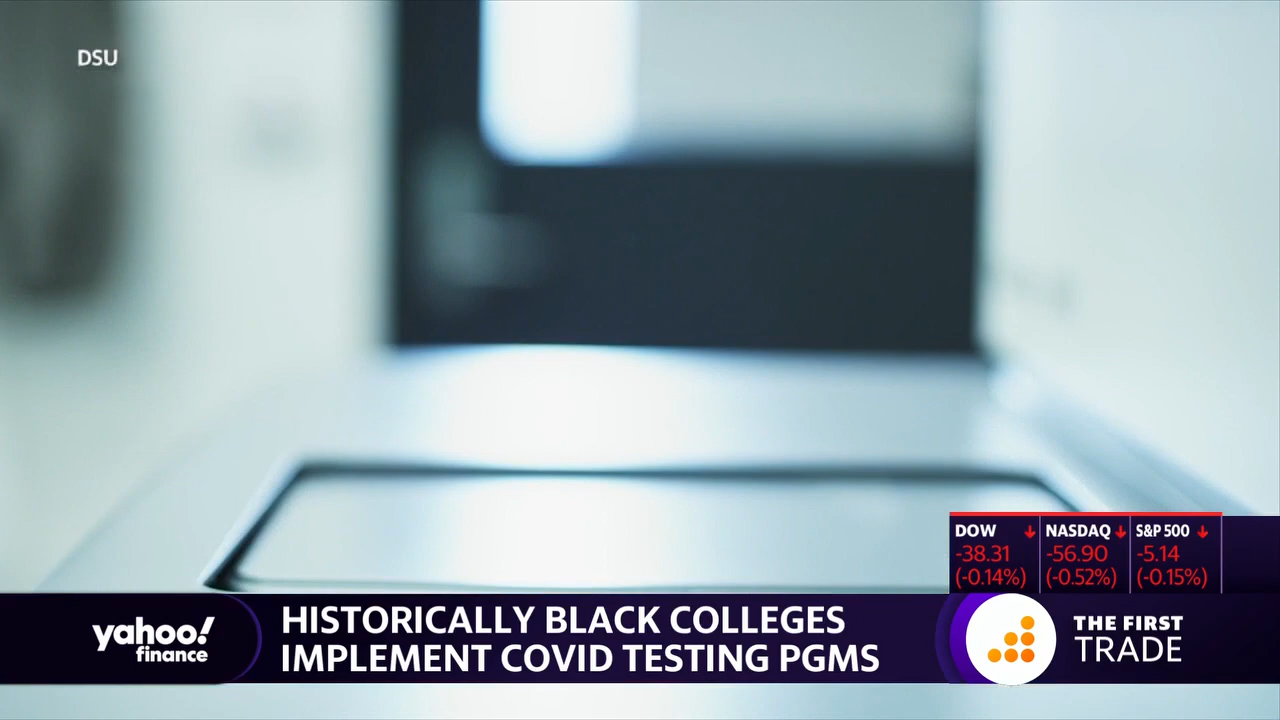 DSU
DOW
-38.31
(-0.14%)
NASDAQ
-56.90
(-0.52%)
S&P 500
-5.14
(-0.15%)
yahoo!
finance
HISTORICALLY BLACK COLLEGES
IMPLEMENT COVID TESTING PGMS
THE FIRST
TRADE